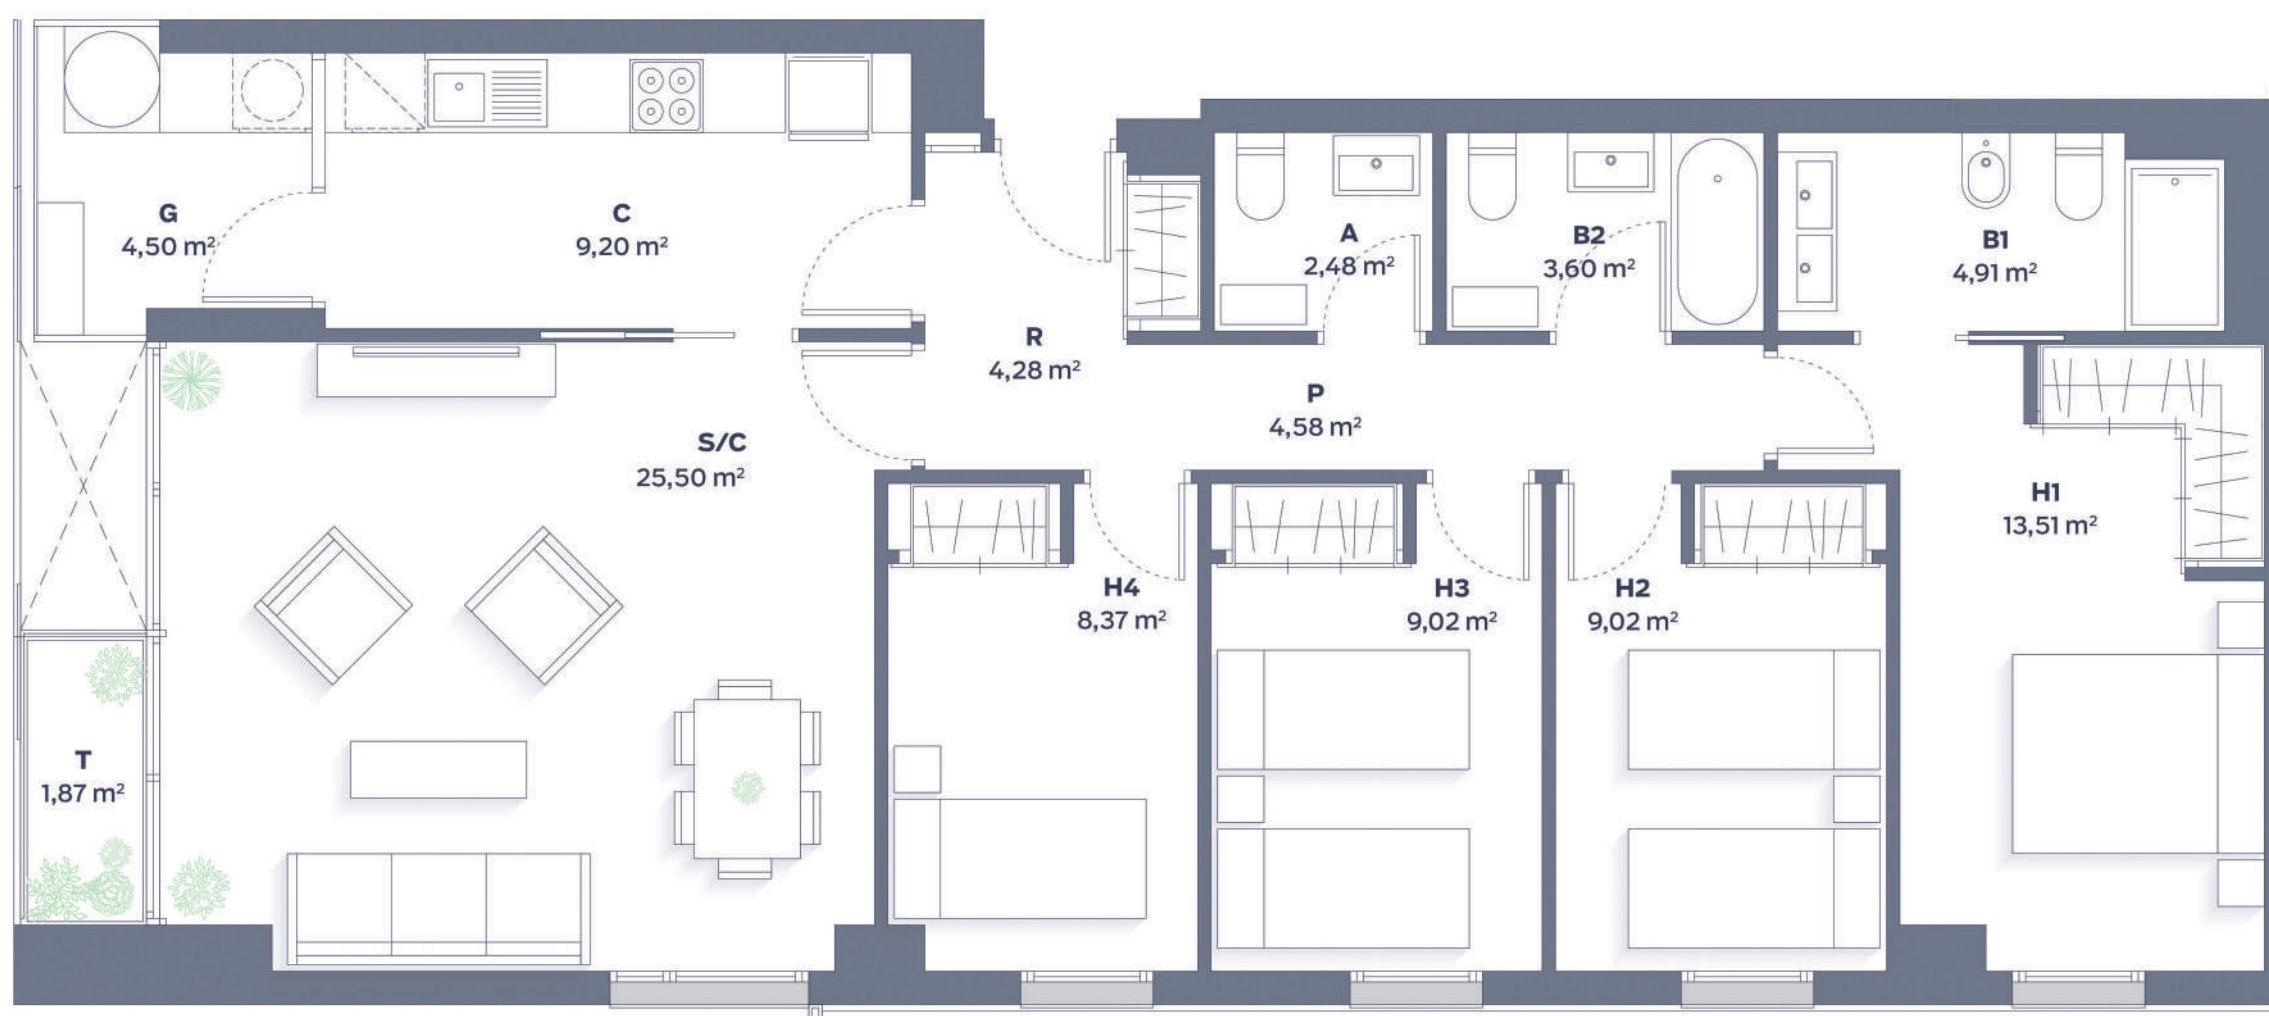 G
4,50 m²
C
9,20 m²
A
2,48 m²
B2
3,60 m²
B1
4,91 m²
R
4,28 m²
P
4,58 m²
S/C
25,50 m²
H1
13,51 m²
H4
8,37 m²
H3
9,02 m²
H2
9,02 m²
T
1,87 m²